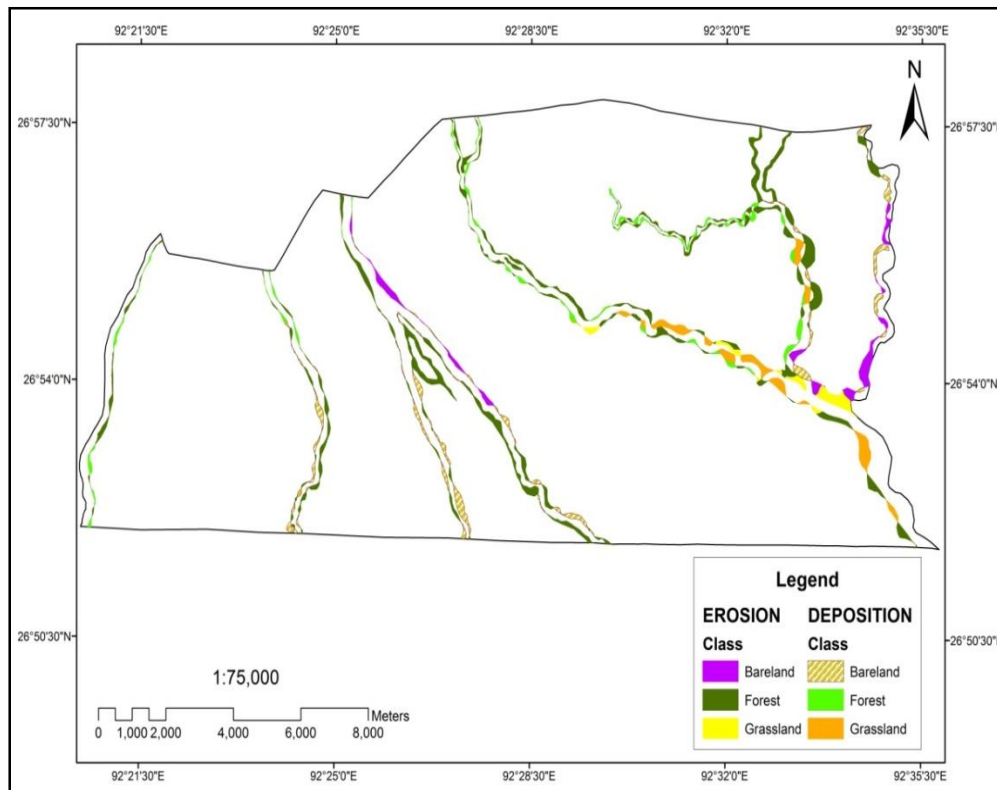 92°21'30"E 92°25'0"E 92°28'30"E 92°32'0"E 92°35'30"E
N
26°57'30"N 26°57'30"N
26°54'0"N 26°54'0"N
26°50'30"N 26°50'30"N
Legend
EROSION DEPOSITION
Class Class
Bareland Bareland
Forest Forest
Grassland Grassland
1:75,000
Meters
0 1,000 2,000 4,000 6,000 8,000
92°21'30"E 92°25'0"E 92°28'30"E 92°32'0"E 92°35'30"E